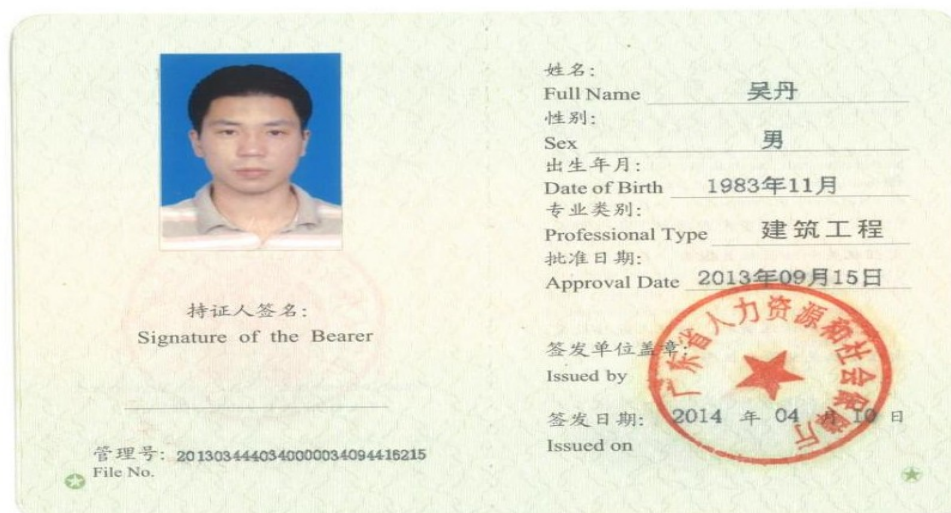 持证人签名:
Signature of the Bearer
管理号: 2013034440340000034094416215
File No.
姓名:
Full Name 吴丹
性别:
Sex 男
出生年月:
Date of Birth 1983年11月
专业类别:
Professional Type 建筑工程
批准日期:
Approval Date 2013年09月15日
签发单位盖章:
Issued by
广东省人力资源和社会保障厅
签发日期: 2014 年 04 月 10 日
Issued on